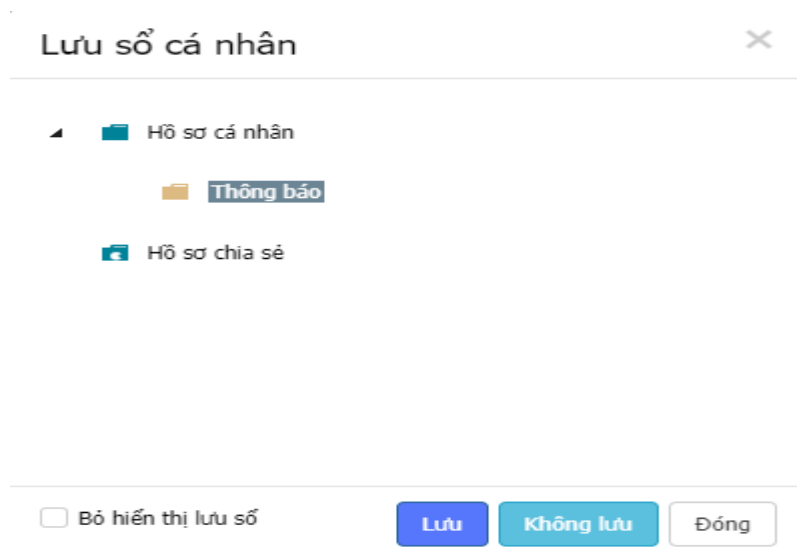 Lưu sổ cá nhân
Hồ sơ cá nhân
Thông báo
Hồ sơ chia sẻ
Bỏ hiển thị lưu sổ
Lưu
Không lưu
Đóng